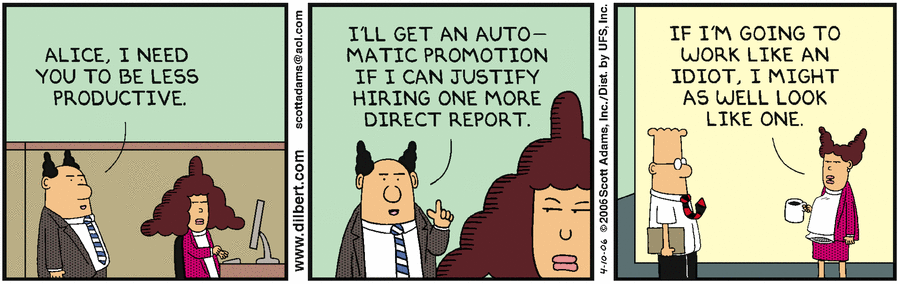 ALICE, I NEED
YOU TO BE LESS
PRODUCTIVE.
scottadams@aol.com
www.dilbert.com
I'LL GET AN AUTO-
MATIC PROMOTION
IF I CAN JUSTIFY
HIRING ONE MORE
DIRECT REPORT.
4-10-06 ©2006 Scott Adams, Inc./Dist. by UFS, Inc.
IF I'M GOING TO
WORK LIKE AN
IDIOT, I MIGHT
AS WELL LOOK
LIKE ONE.